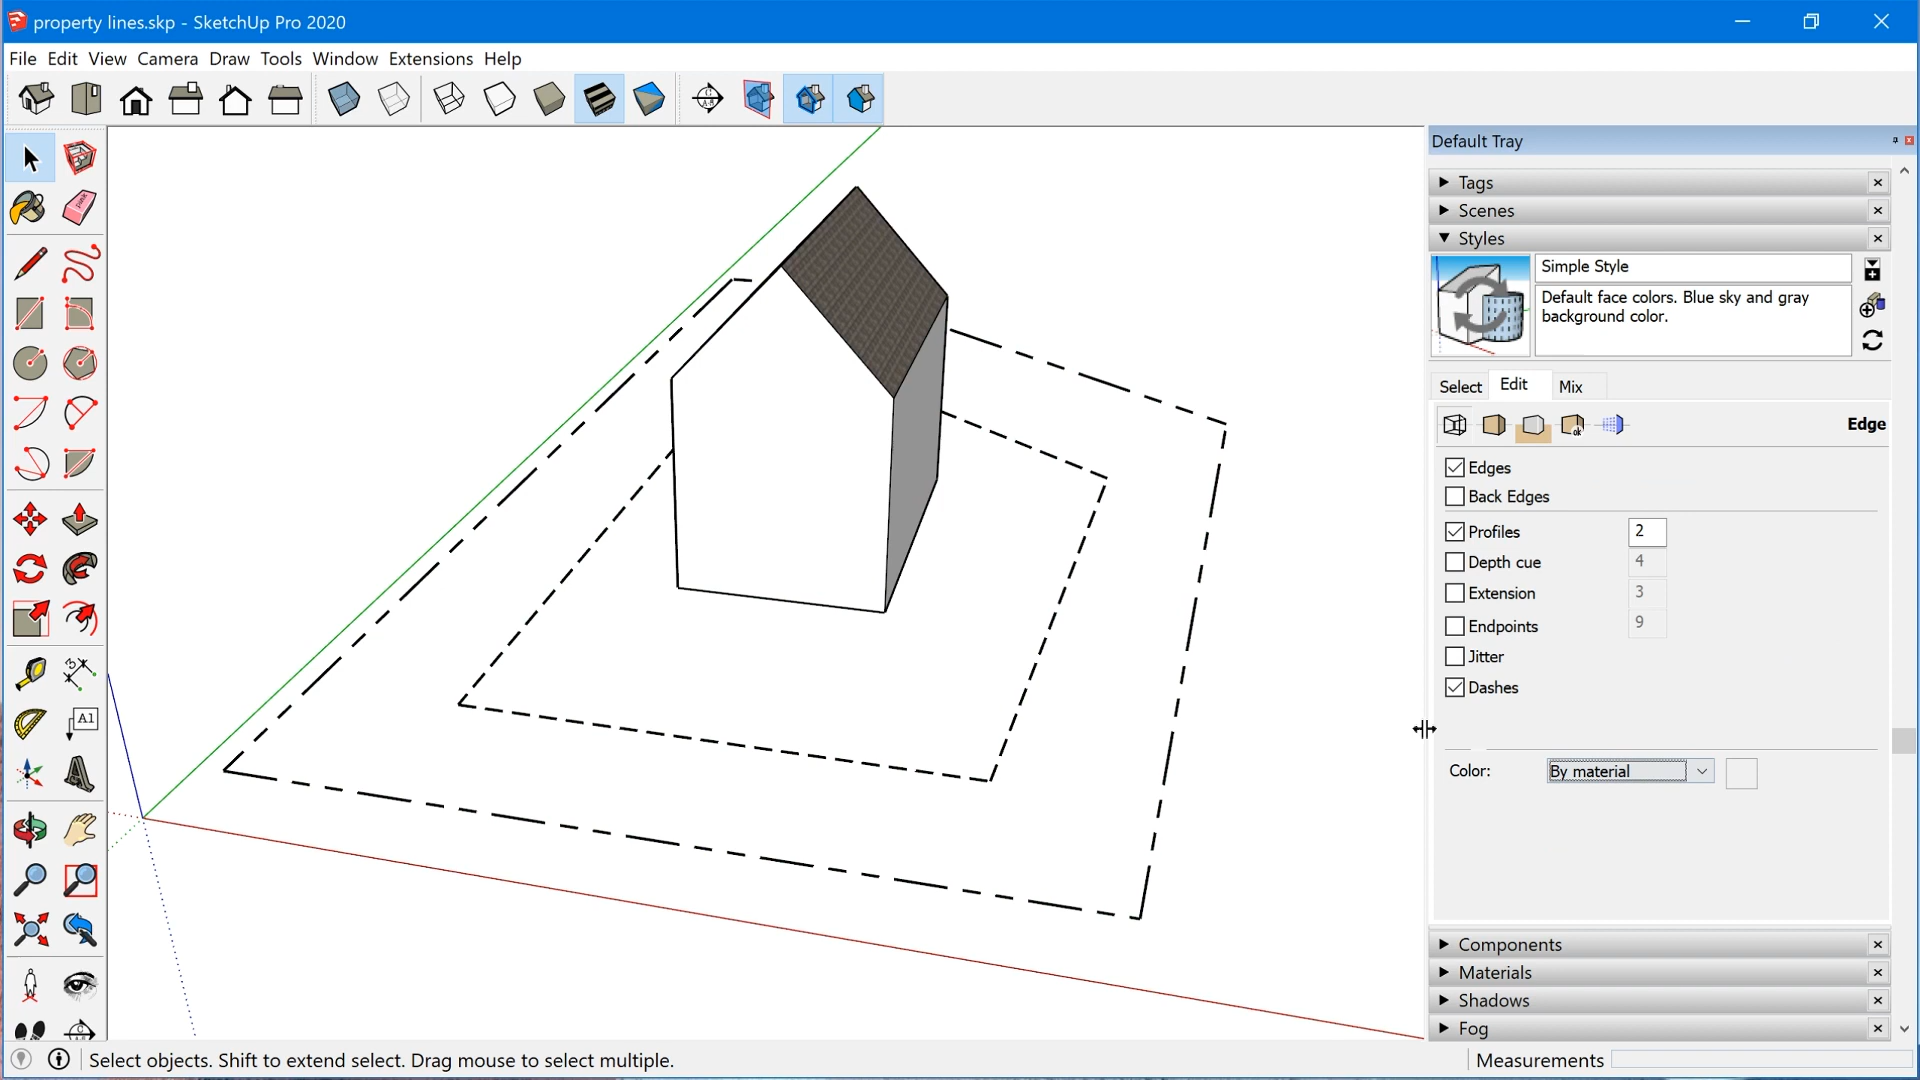 property lines.skp - SketchUp Pro 2020
File Edit View Camera Draw Tools Window Extensions Help
Default Tray
Tags
Scenes
Styles
Simple Style
Default face colors. Blue sky and gray
background color.
Select Edit Mix
Edge
Edges
Back Edges
Profiles 2
Depth cue 4
Extension 3
Endpoints 9
Jitter
Dashes
Color: By material
Components
Materials
Shadows
Fog
Select objects. Shift to extend select. Drag mouse to select multiple.
Measurements